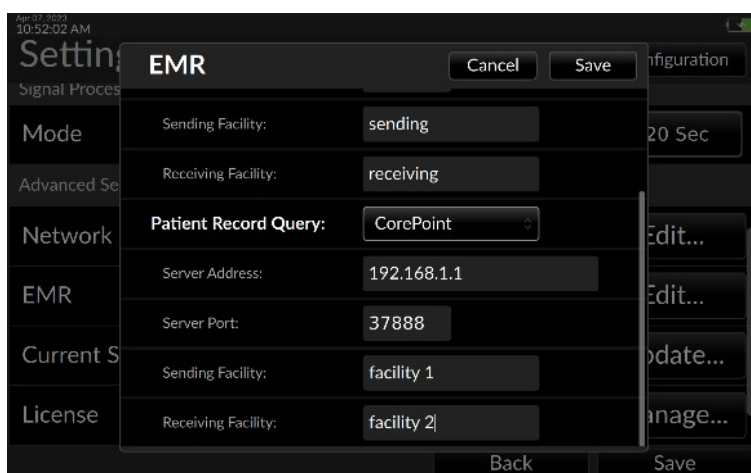 Apr 07, 2023
10:52:02 AM
Settin
nfiguration
EMR
Cancel
Save
Signal Proces
Sending Facility:
sending
Mode
20 Sec
Receiving Facility:
receiving
Advanced Se
Patient Record Query:
CorePoint
Network
Edit...
Server Address:
192.168.1.1
EMR
Edit...
Server Port:
37888
Current S
pdate...
Sending Facility:
facility 1
License
anage...
Receiving Facility:
facility 2
Back
Save